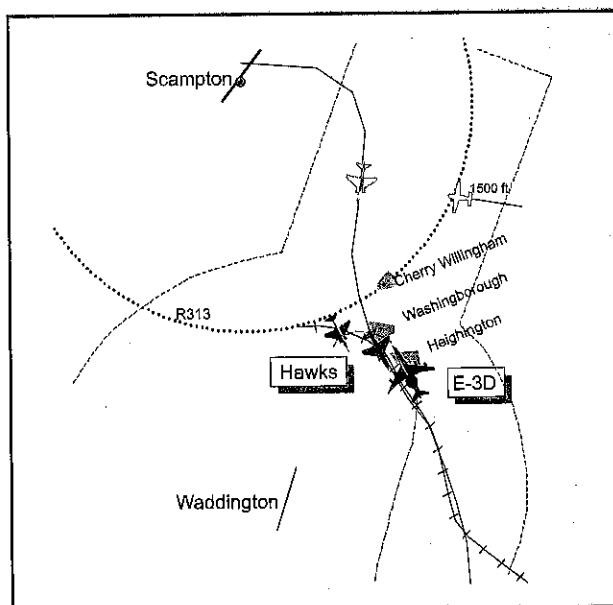 Scampton
1500 ft.
Cherry Willingham
R313
Washingborough
Heighington
Hawks
E-3D
Waddington